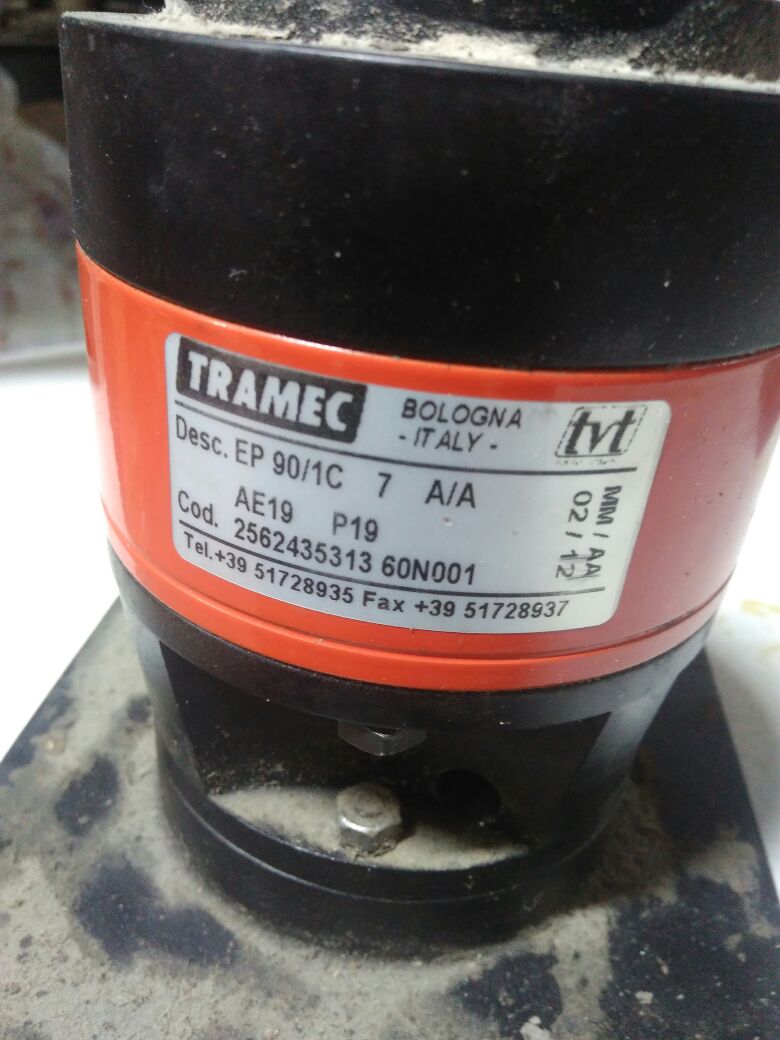 TRAMEC
BOLOGNA
- ITALY -
tvt
Desc. EP 90/1C 7 A/A
AE19 P19
Cod. 2562435313 60N001
Tel.+39 51728935 Fax +39 51728937
MM/AA
02/12